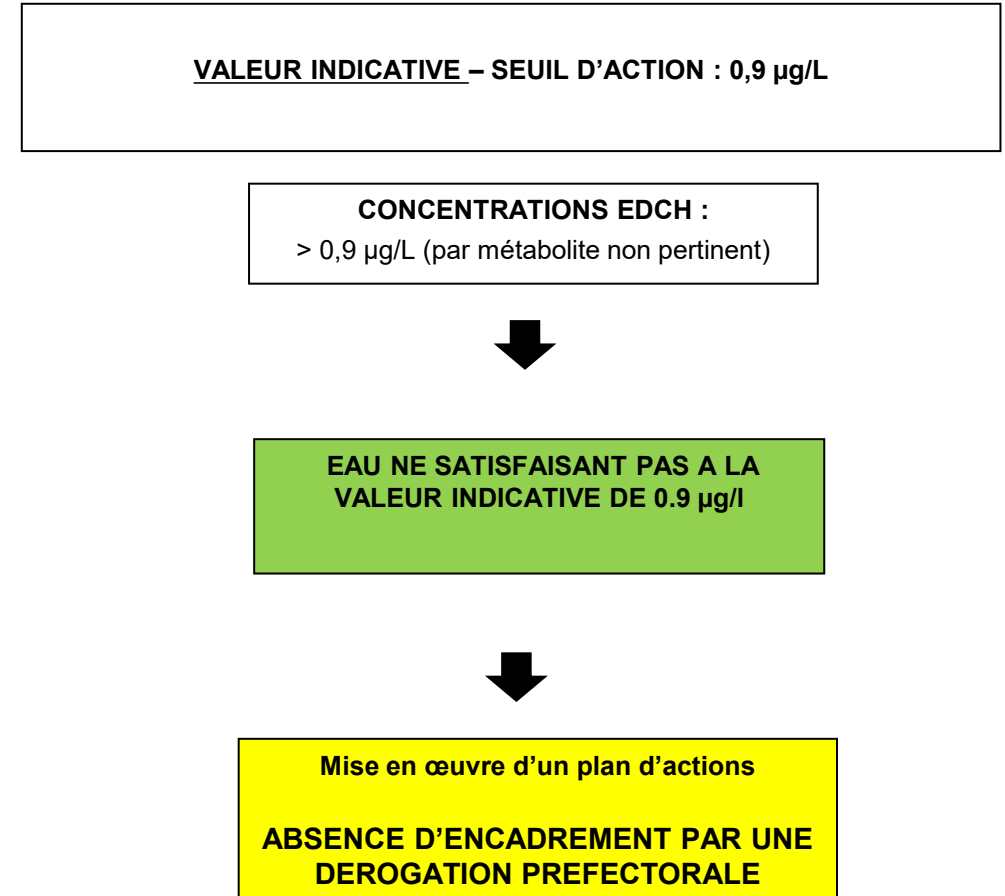 VALEUR INDICATIVE – SEUIL D'ACTION : 0,9 µg/L
CONCENTRATIONS EDCH :
> 0,9 µg/L (par métabolite non pertinent)
EAU NE SATISFAISANT PAS A LA
VALEUR INDICATIVE DE 0.9 µg/l
Mise en œuvre d'un plan d'actions
ABSENCE D'ENCADREMENT PAR UNE
DEROGATION PREFECTORALE